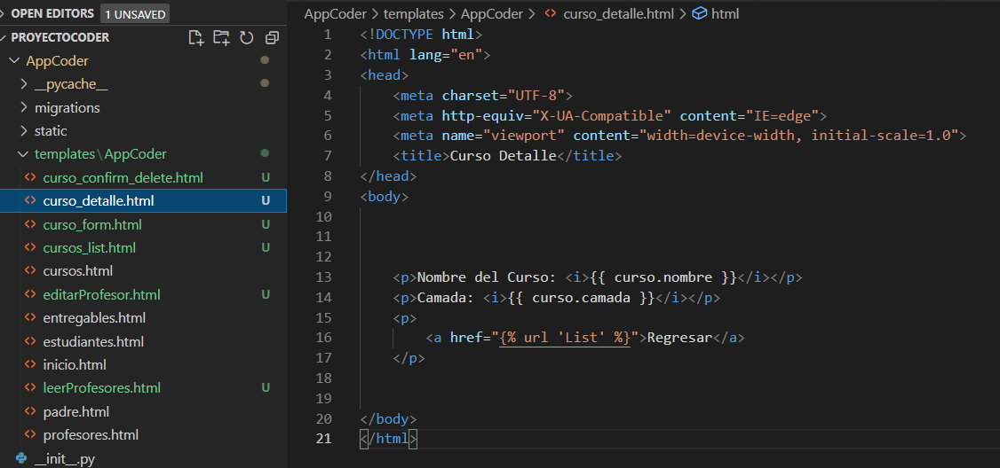 OPEN EDITORS 1 UNSAVED
PROYECTOCODER
AppCoder
__pycache__
migrations
static
templates\AppCoder
curso_confirm_delete.html U
curso_detalle.html U
curso_form.html U
cursos_list.html U
cursos.html
editarProfesor.html U
entregables.html
estudiantes.html
inicio.html
leerProfesores.html U
padre.html
profesores.html
__init__.py
AppCoder > templates > AppCoder > <> curso_detalle.html > html
1 <!DOCTYPE html>
2 <html lang="en">
3 <head>
4 <meta charset="UTF-8">
5 <meta http-equiv="X-UA-Compatible" content="IE=edge">
6 <meta name="viewport" content="width=device-width, initial-scale=1.0">
7 <title>Curso Detalle</title>
8 </head>
9 <body>
10
11
12
13 <p>Nombre del Curso: <i>{{ curso.nombre }}</i></p>
14 <p>Camada: <i>{{ curso.camada }}</i></p>
15 <p>
16 <a href="{% url 'List' %}">Regresar</a>
17 </p>
18
19
20 </body>
21 </html>